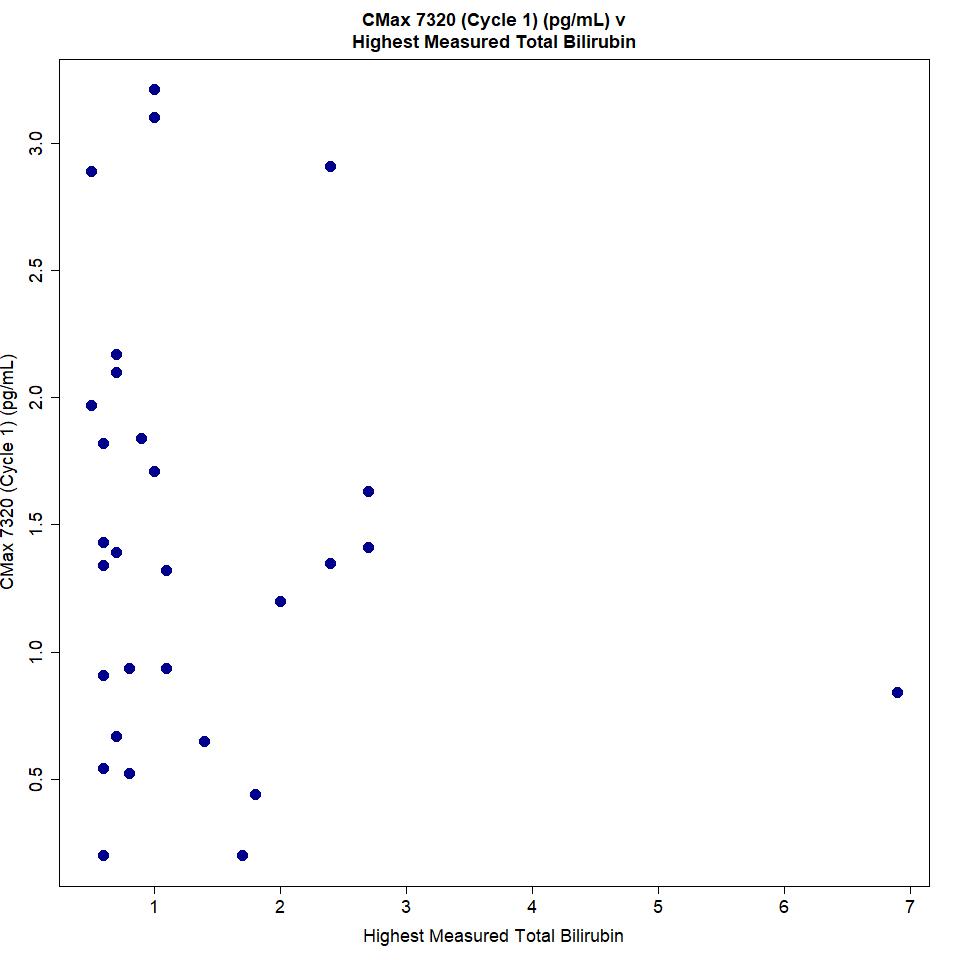 CMax 7320 (Cycle 1) (pg/mL) v
Highest Measured Total Bilirubin
CMax 7320 (Cycle 1) (pg/mL)
3.0
2.5
2.0
1.5
1.0
0.5
1 2 3 4 5 6 7
Highest Measured Total Bilirubin